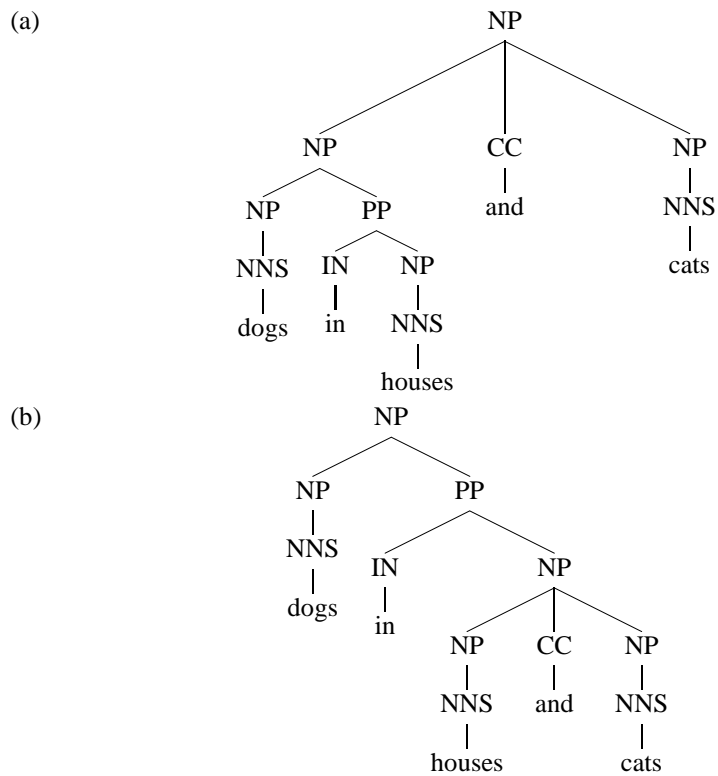 (a) NP
NP CC NP
NP PP and NNS
NNS IN NP cats
dogs in NNS
houses
(b) NP
NP PP
NNS IN NP
dogs in
NP CC NP
NNS and NNS
houses cats